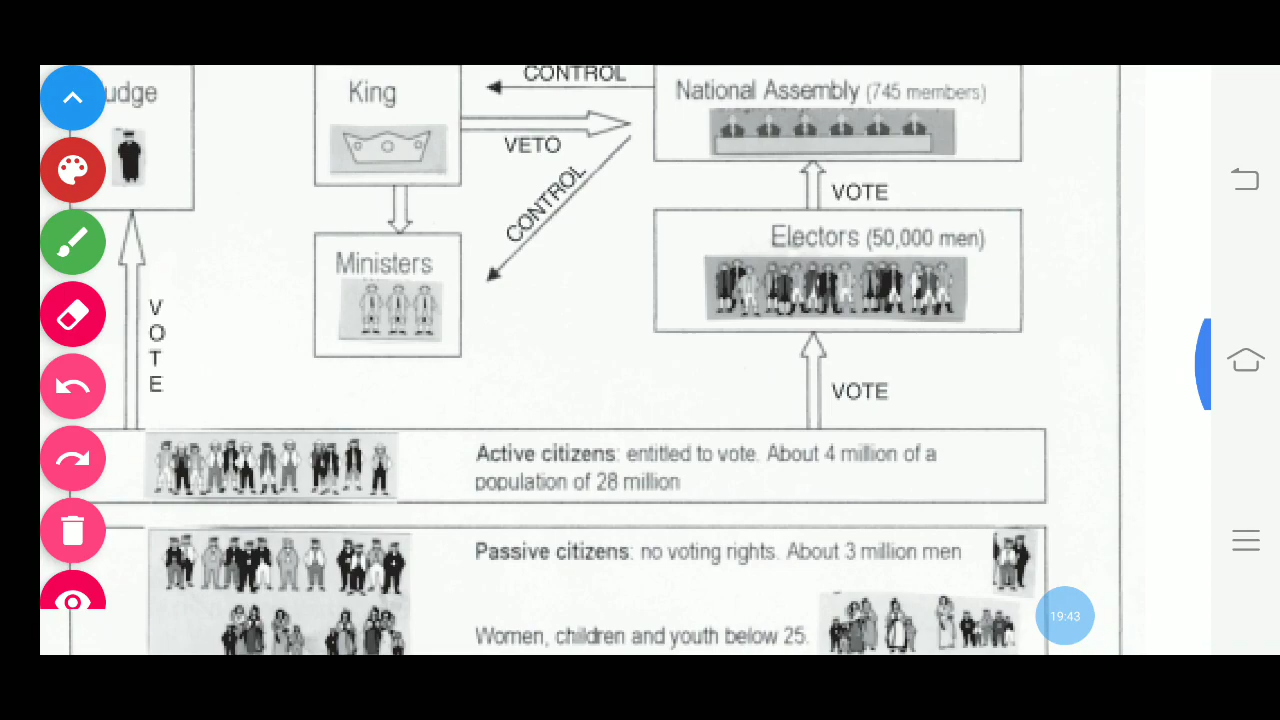 udge
King
CONTROL
National Assembly (745 members)
VETO
VOTE
CONTROL
Electors (50,000 men)
Ministers
V
O
T
E
VOTE
Active citizens: entitled to vote. About 4 million of a
population of 28 million
Passive citizens: no voting rights. About 3 million men
Women, children and youth below 25.
19:43